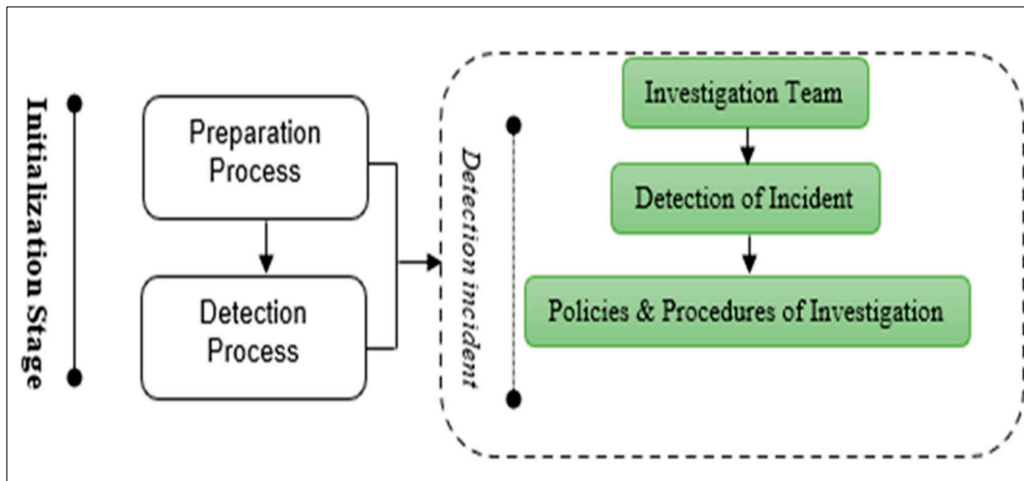 Initialization Stage
Preparation
Process
Detection
Process
Detection incident
Investigation Team
Detection of Incident
Policies & Procedures of Investigation